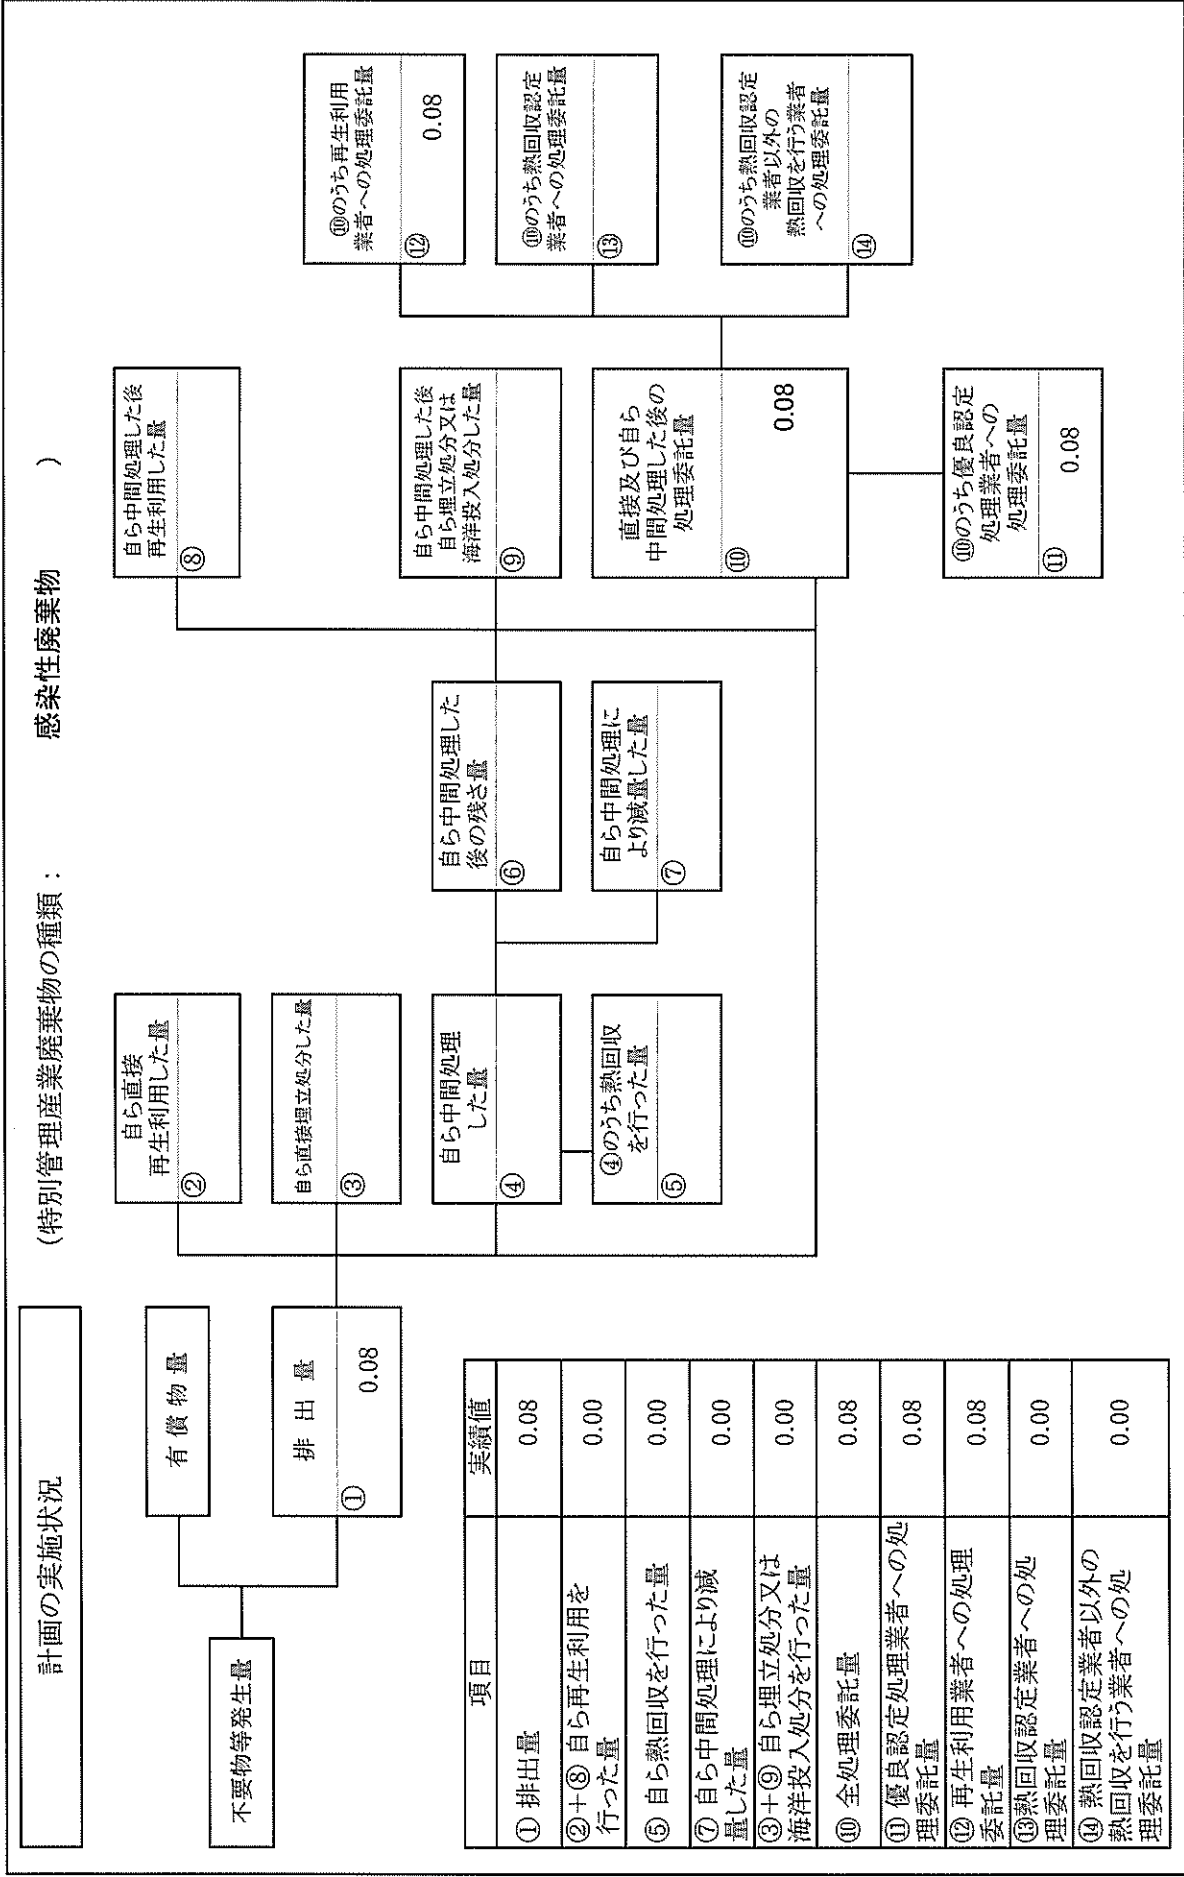 計画の実施状況
(特別管理産業廃棄物の種類： 感染性廃棄物 )
不要物等発生量
有償物量
排出量
① 0.08
自ら直接
再生利用した量
②
自ら直接埋立処分した量
③
自ら中間処理
した量
④
④のうち熱回収
を行った量
⑤
自ら中間処理した
後の残さ量
⑥
自ら中間処理に
より減量した量
⑦
自ら中間処理した後
再生利用した量
⑧
自ら中間処理した後
自ら埋立処分又は
海洋投入処分した量
⑨
直接及び自ら
中間処理した後の
処理委託量
⑩ 0.08
⑩のうち優良認定
処理業者への
処理委託量
⑪ 0.08
⑩のうち再生利用
業者への処理委託量
⑫ 0.08
⑩のうち熱回収認定
業者への処理委託量
⑬
⑩のうち熱回収認定
業者以外の
熱回収を行う業者
への処理委託量
⑭
項目 実績値
① 排出量 0.08
②+⑧ 自ら再生利用を
行った量 0.00
⑤ 自ら熱回収を行った量 0.00
⑦ 自ら中間処理により減
量した量 0.00
③+⑨ 自ら埋立処分又は
海洋投入処分を行った量 0.00
⑩ 全処理委託量 0.08
⑪ 優良認定処理業者への処
理委託量 0.08
⑫ 再生利用業者への処理
委託量 0.08
⑬熱回収認定業者への処
理委託量 0.00
⑭ 熱回収認定業者以外の
熱回収を行う業者への処
理委託量 0.00